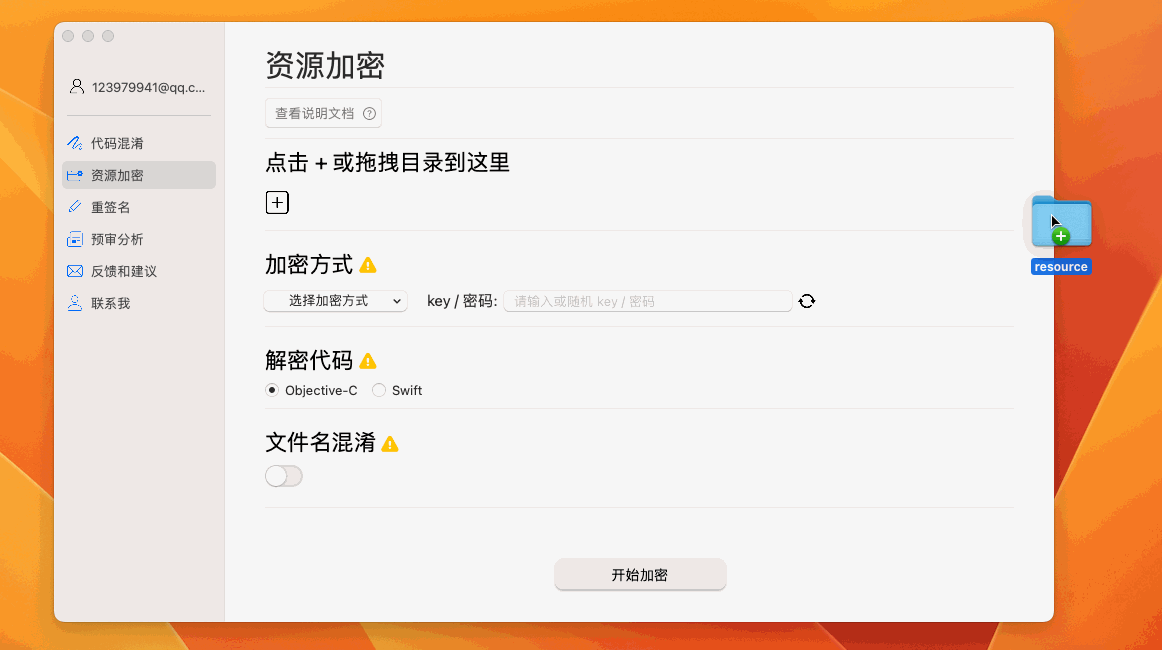 123979941@qq.c...
代码混淆
资源加密
重签名
预审分析
反馈和建议
联系我
资源加密
查看说明文档
点击 + 或拖拽目录到这里
加密方式
选择加密方式
key / 密码:
请输入或随机 key / 密码
解密代码
Objective-C
Swift
文件名混淆
开始加密
resource